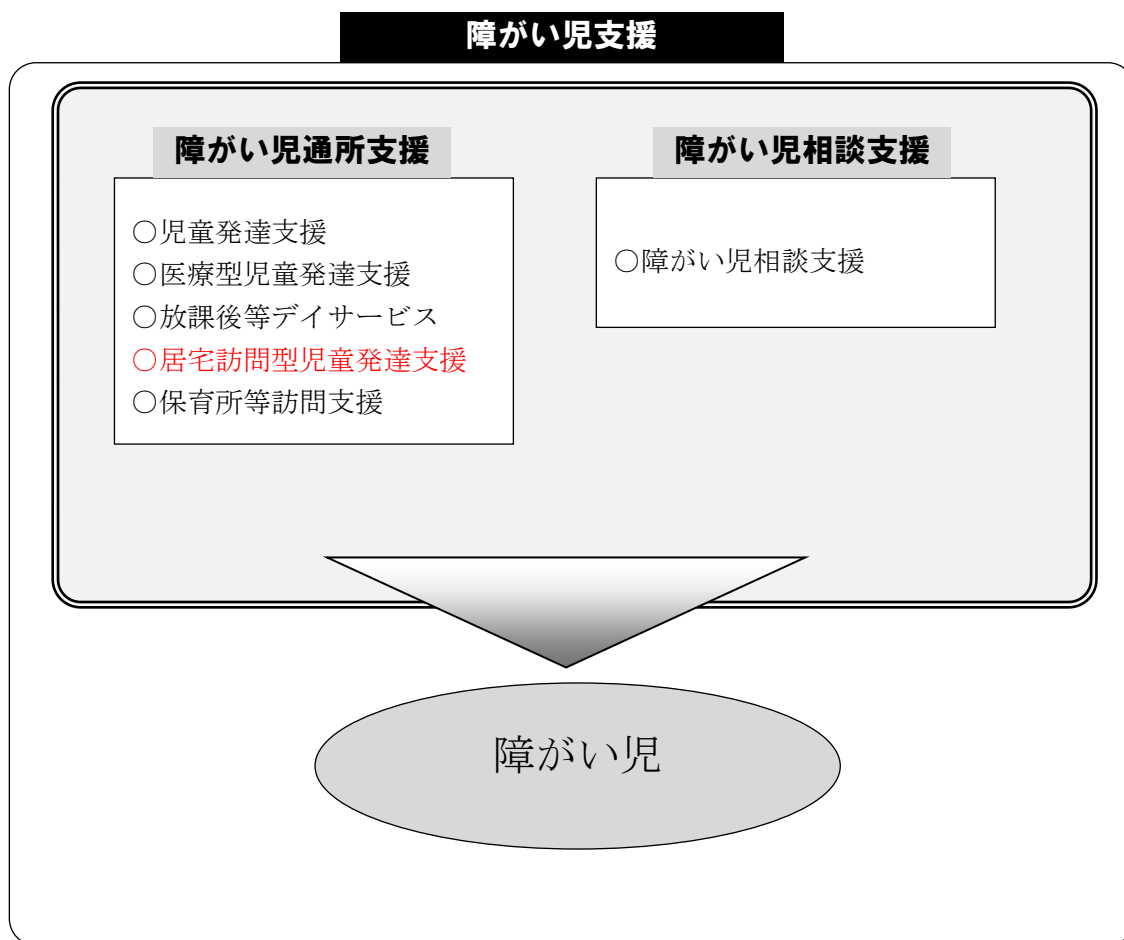 障がい児支援
障がい児通所支援
○児童発達支援
○医療型児童発達支援
○放課後等デイサービス
○居宅訪問型児童発達支援
○保育所等訪問支援
障がい児相談支援
○障がい児相談支援
障がい児